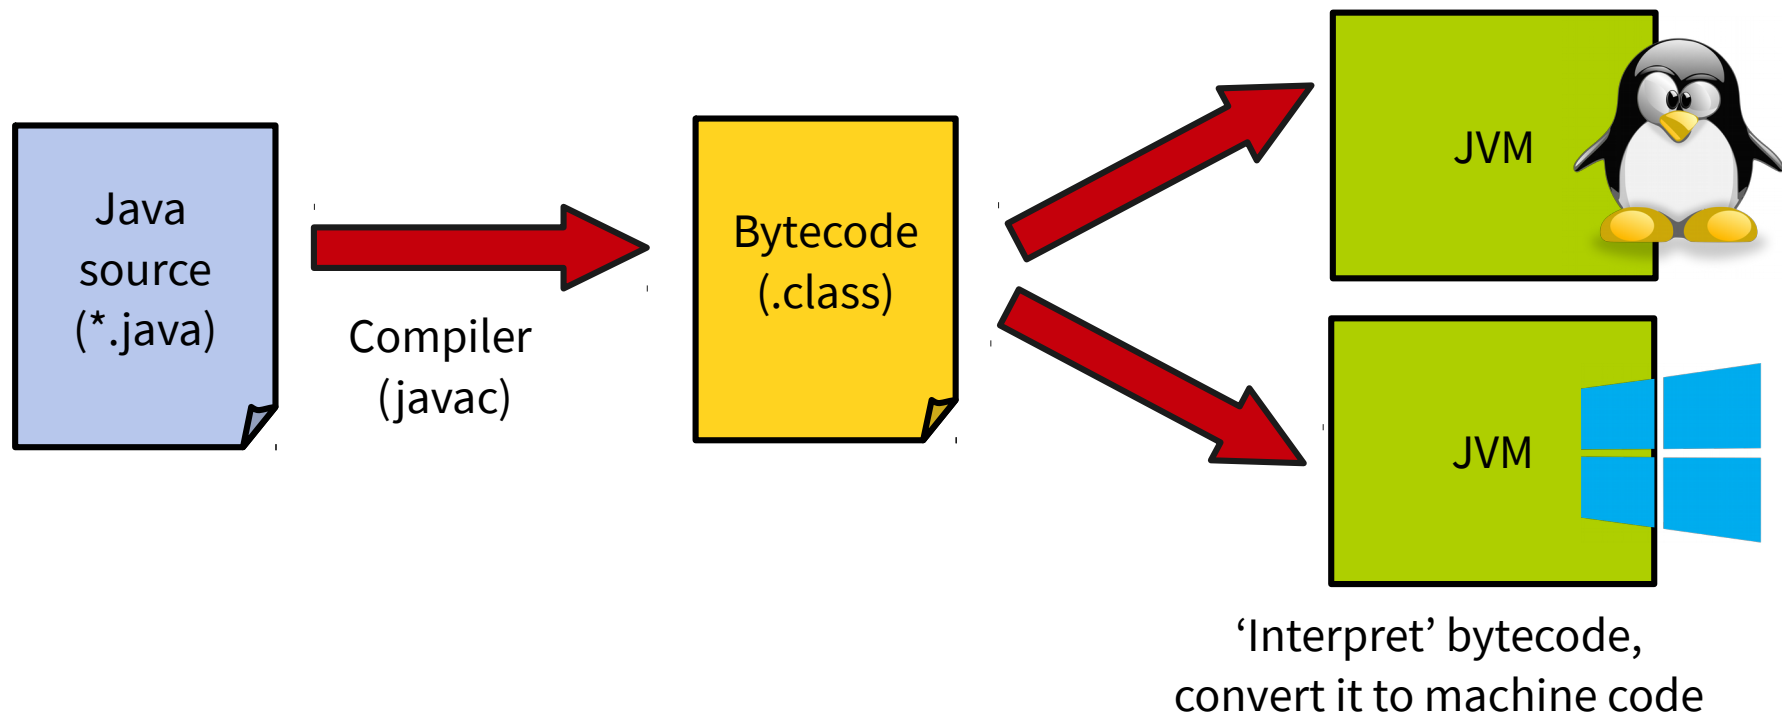 Java
source
(*.java)
Compiler
(javac)
Bytecode
(.class)
JVM
JVM
‘Interpret’ bytecode,
convert it to machine code